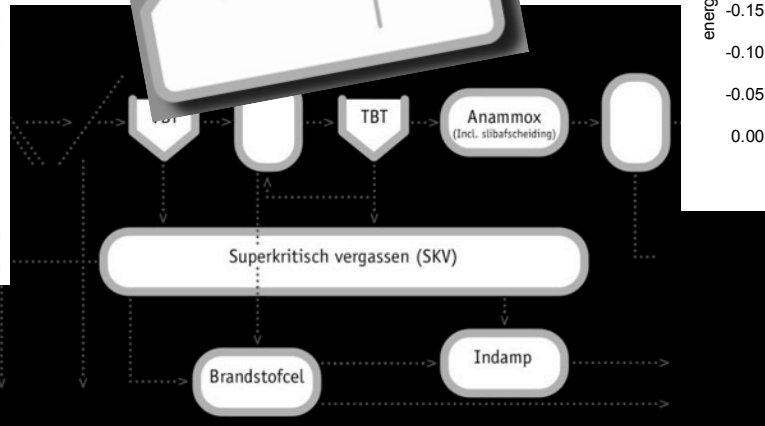 -0.15
-0.10
-0.05
0.00
TBT
Anammox
(Incl. slibafscheiding)
Superkritisch vergassen (SKV)
Brandstofcel
Indamp